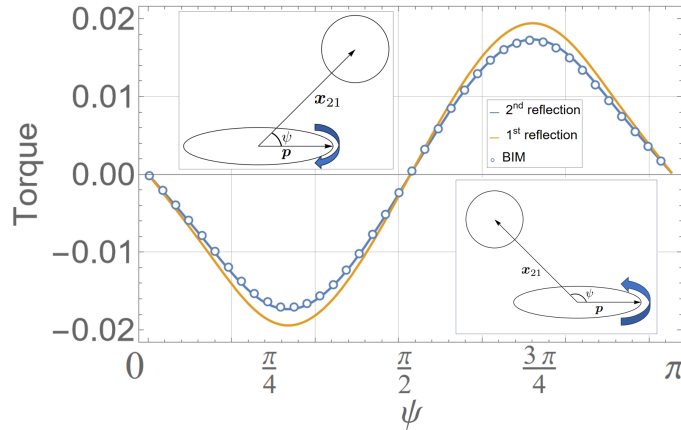 0.02
0.01
0.00
-0.01
-0.02
Torque
x21
ψ
p
2nd reflection
1st reflection
BIM
x21
ψ
p
0
π/4
π/2
3 π/4
π
ψ